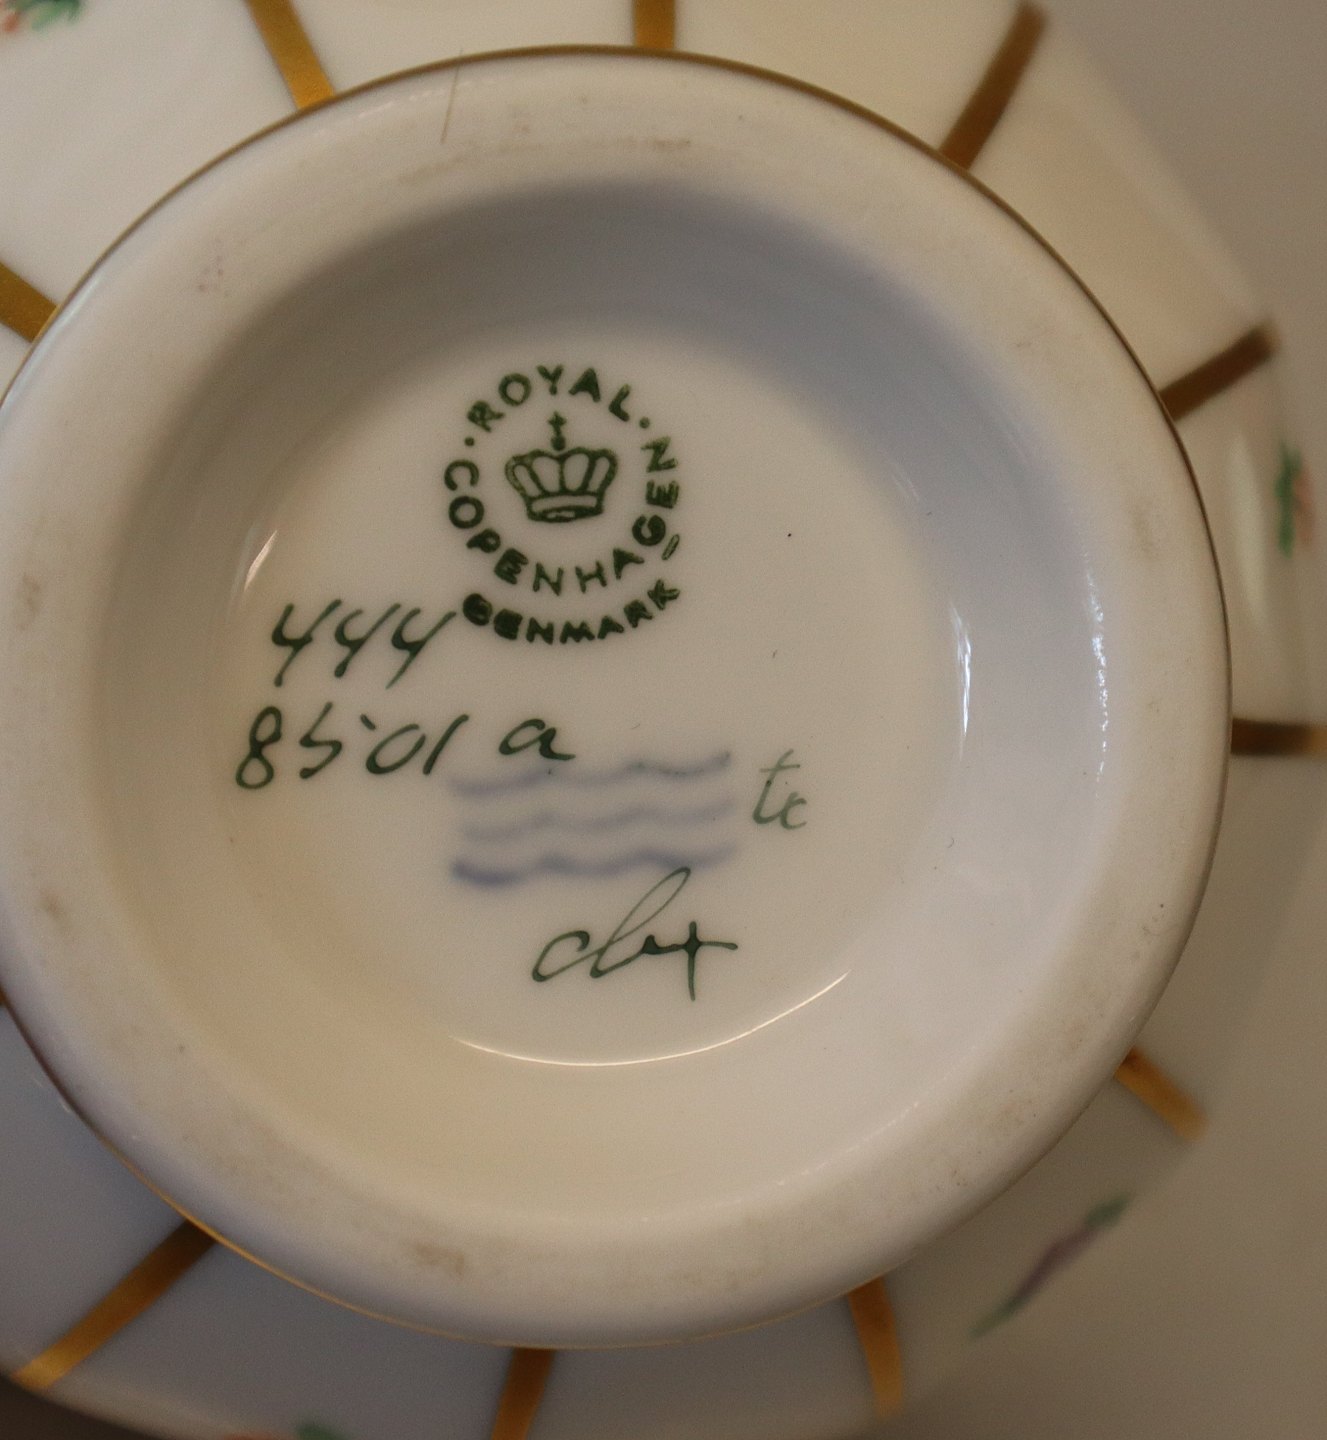 ROYAL
COPENHAGEN
DENMARK
444
8501 a
tc